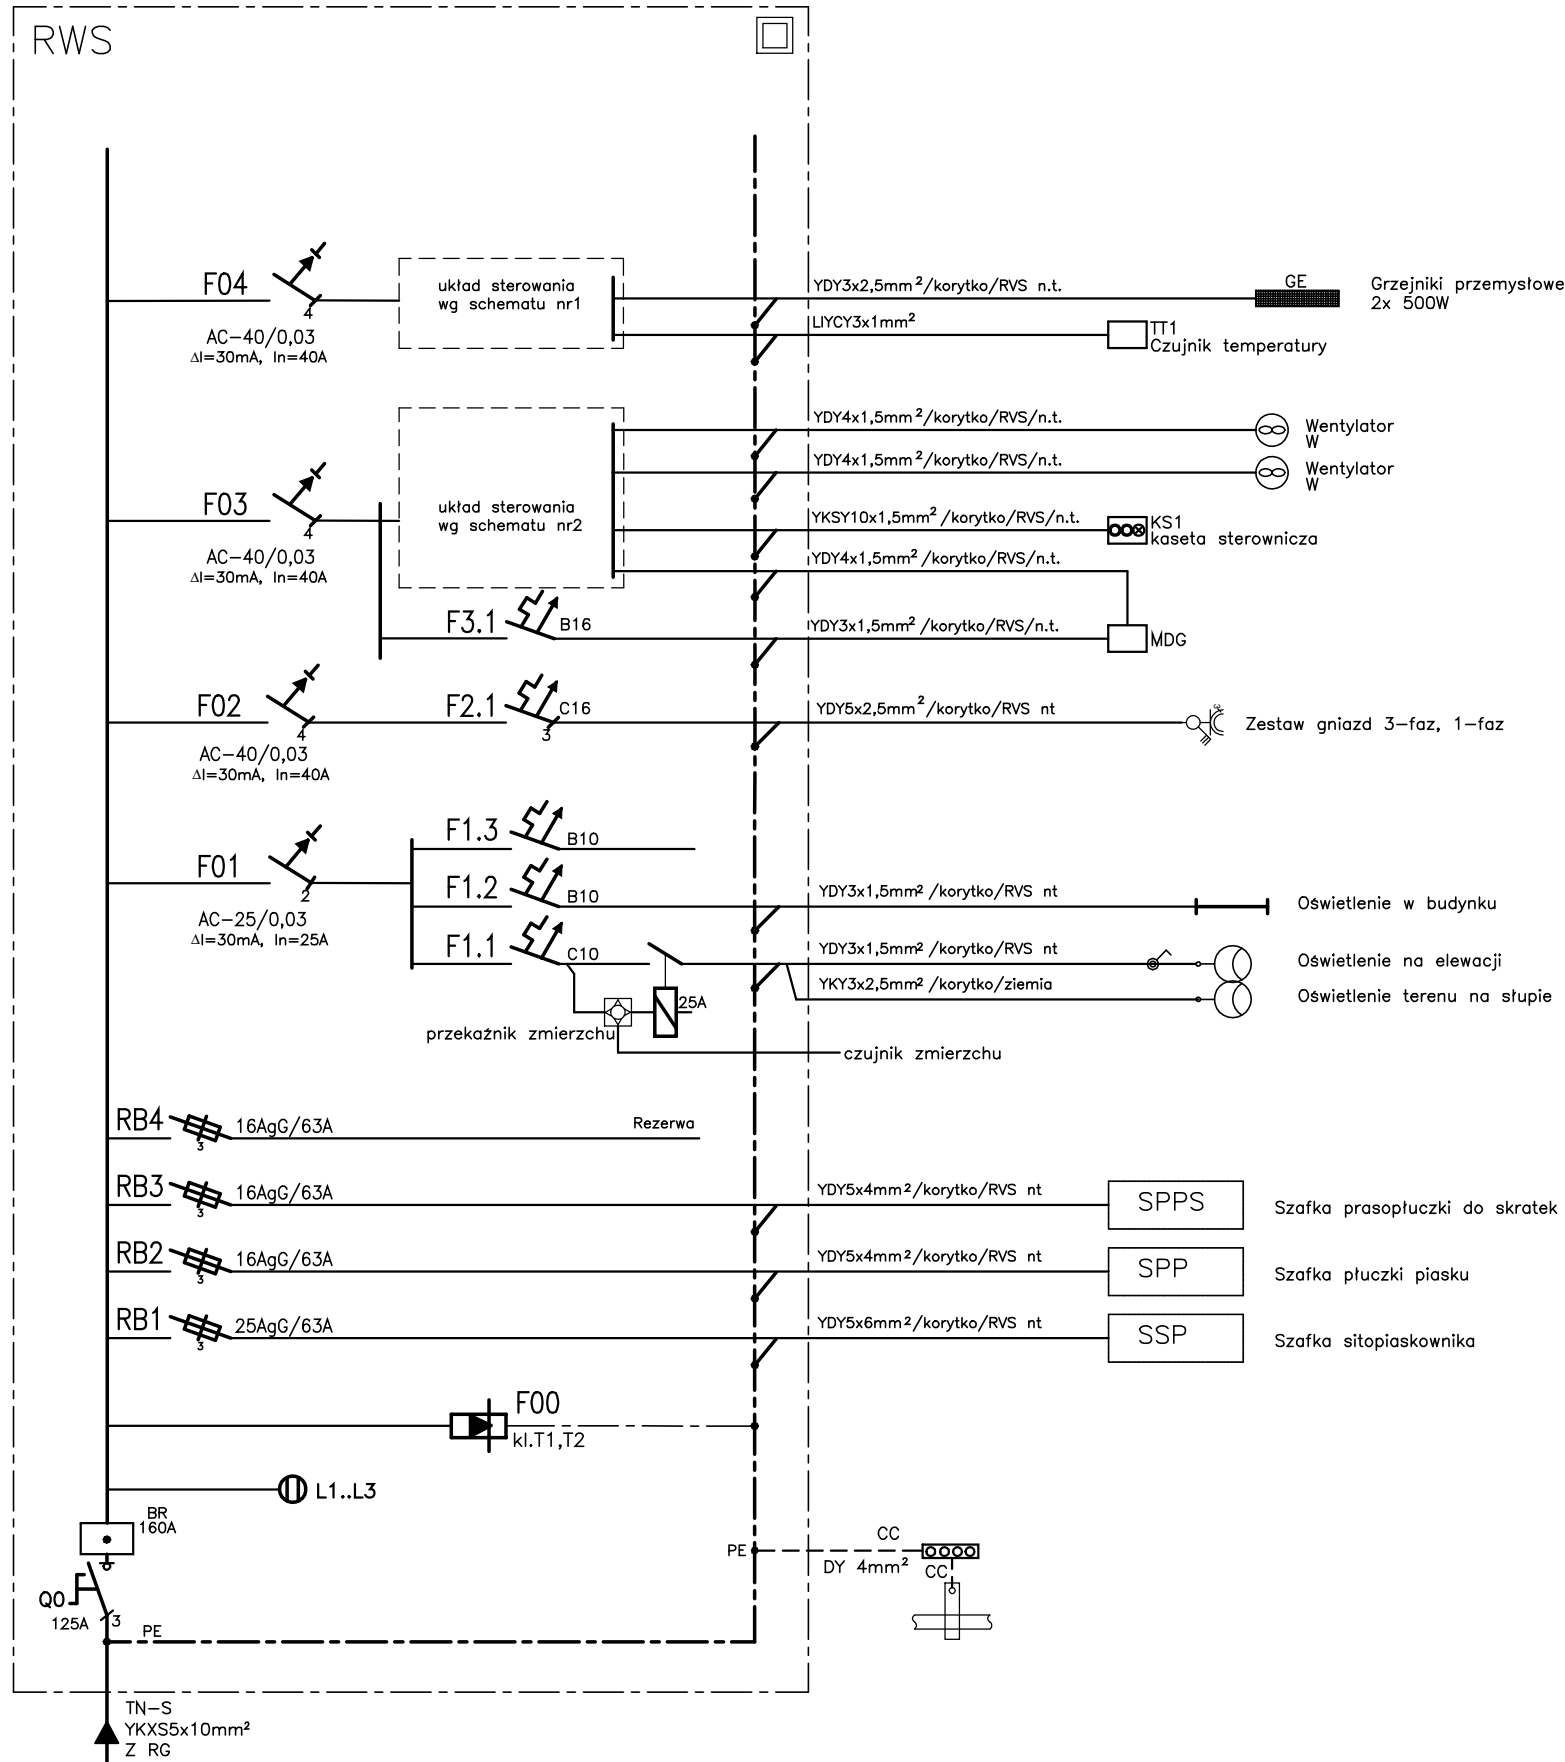 RWS
F04
4
AC-40/0,03
ΔI=30mA, In=40A
układ sterowania
wg schematu nr1
YDY3x2,5mm²/korytko/RVS n.t.
GE
Grzejniki przemysłowe
2x 500W
LIYCY3x1mm²
TT1
Czujnik temperatury
F03
4
AC-40/0,03
ΔI=30mA, In=40A
układ sterowania
wg schematu nr2
YDY4x1,5mm²/korytko/RVS/n.t.
Wentylator
W
YDY4x1,5mm²/korytko/RVS/n.t.
Wentylator
W
YKSY10x1,5mm²/korytko/RVS/n.t.
KS1
kaseta sterownicza
YDY4x1,5mm²/korytko/RVS/n.t.
F3.1
B16
YDY3x1,5mm²/korytko/RVS/n.t.
MDG
F02
4
AC-40/0,03
ΔI=30mA, In=40A
F2.1
C16
3
YDY5x2,5mm²/korytko/RVS nt
Zestaw gniazd 3-faz, 1-faz
F01
2
AC-25/0,03
ΔI=30mA, In=25A
F1.3
B10
F1.2
B10
YDY3x1,5mm² /korytko/RVS nt
Oświetlenie w budynku
F1.1
C10
YDY3x1,5mm² /korytko/RVS nt
Oświetlenie na elewacji
25A
YKY3x2,5mm² /korytko/ziemia
Oświetlenie terenu na słupie
przekaźnik zmierzchu
czujnik zmierzchu
RB4
3
16AgG/63A
Rezerwa
RB3
3
16AgG/63A
YDY5x4mm²/korytko/RVS nt
SPPS
Szafka prasopłuczki do skratek
RB2
3
16AgG/63A
YDY5x4mm²/korytko/RVS nt
SPP
Szafka płuczki piasku
RB1
3
25AgG/63A
YDY5x6mm²/korytko/RVS nt
SSP
Szafka sitopiaskownika
F00
kl.T1,T2
L1..L3
BR
160A
Q0
125A
3
PE
PE
CC
DY 4mm²
CC
TN-S
YKXS5x10mm²
Z RG